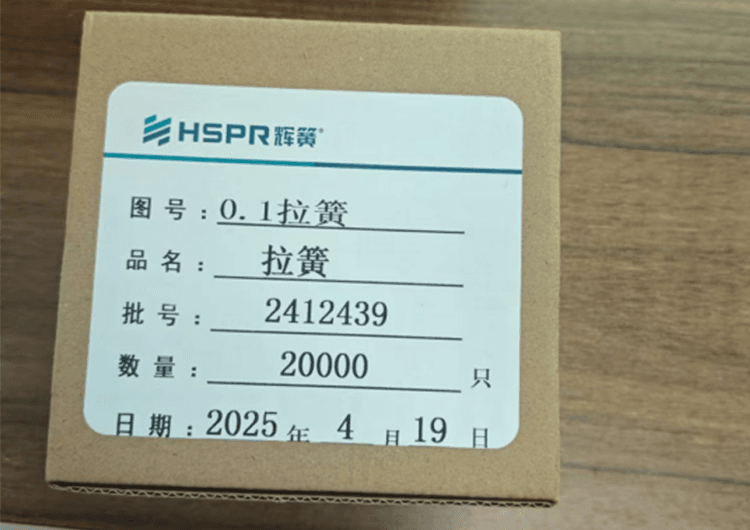 HSPR辉簧®
图号：0.1拉簧
品名：拉簧
批号：2412439
数量：20000只
日期：2025年4月19日